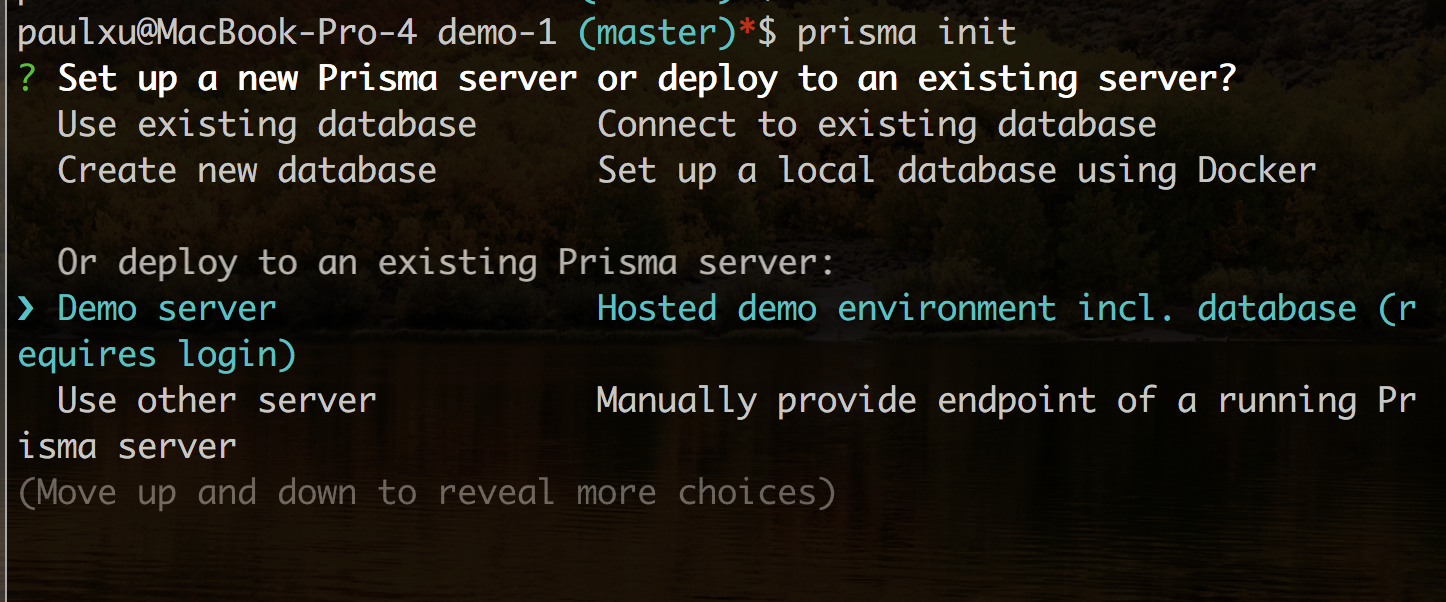 paulxu@MacBook-Pro-4 demo-1 (master)*$ prisma init
? Set up a new Prisma server or deploy to an existing server?
  Use existing database      Connect to existing database
  Create new database        Set up a local database using Docker

  Or deploy to an existing Prisma server:
❯ Demo server                Hosted demo environment incl. database (r
equires login)
  Use other server           Manually provide endpoint of a running Pr
isma server
(Move up and down to reveal more choices)